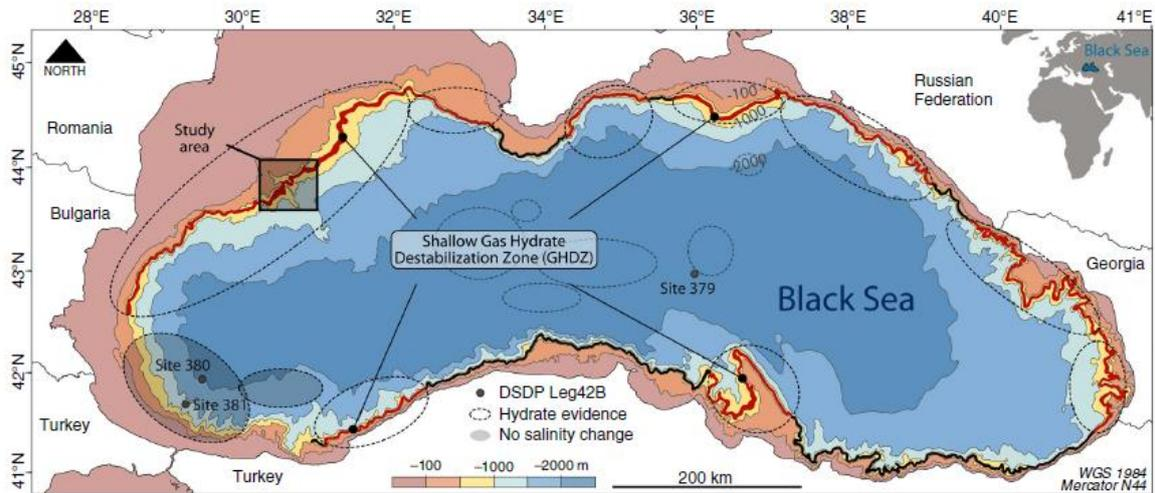 28°E 30°E 32°E 34°E 36°E 38°E 40°E 41°E
45°N
NORTH
Black Sea
Russian
Federation
-100
-1000
-2000
Romania
Study
area
44°N
Bulgaria
Shallow Gas Hydrate
Destabilization Zone (GHDZ)
43°N
Georgia
Site 379
Black Sea
42°N
Site 380
Site 381
DSDP Leg42B
Hydrate evidence
No salinity change
Turkey
Turkey
41°N
−100 −1000 −2000 m
200 km
WGS 1984
Mercator N44